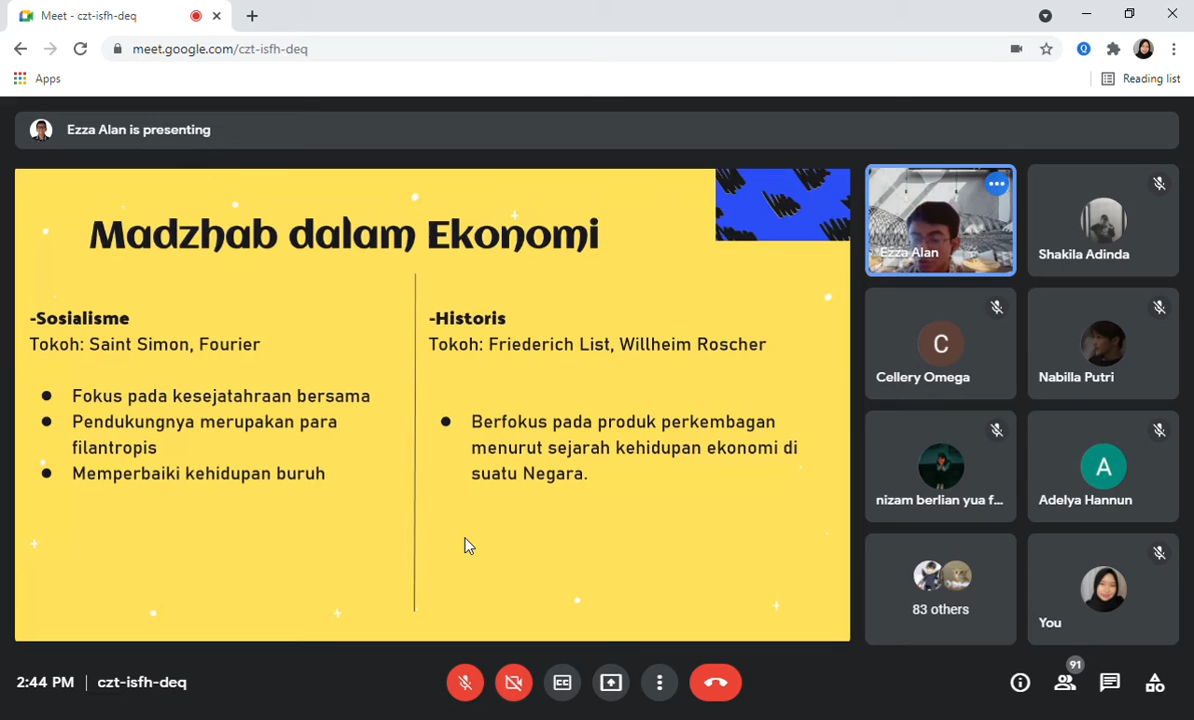 Meet - czt-isfh-deq
meet.google.com/czt-isfh-deq
Apps
Reading list
Ezza Alan is presenting
Madzhab dalam Ekonomi
-Sosialisme
Tokoh: Saint Simon, Fourier
Fokus pada kesejatahraan bersama
Pendukungnya merupakan para
filantropis
Memperbaiki kehidupan buruh
-Historis
Tokoh: Friederich List, Willheim Roscher
Berfokus pada produk perkembagan
menurut sejarah kehidupan ekonomi di
suatu Negara.
Ezza Alan
Shakila Adinda
C
Cellery Omega
Nabilla Putri
nizam berlian yua f...
A
Adelya Hannun
83 others
You
2:44 PM | czt-isfh-deq
CC
91